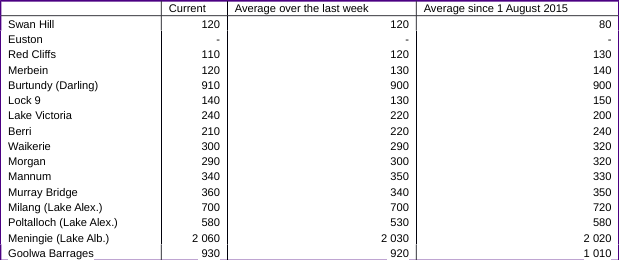 Current Average over the last week Average since 1 August 2015
Swan Hill 120 120 80
Euston - - -
Red Cliffs 110 120 130
Merbein 120 130 140
Burtundy (Darling) 910 900 900
Lock 9 140 130 150
Lake Victoria 240 220 200
Berri 210 220 240
Waikerie 300 290 320
Morgan 290 300 320
Mannum 340 350 330
Murray Bridge 360 340 350
Milang (Lake Alex.) 700 700 720
Poltalloch (Lake Alex.) 580 530 580
Meningie (Lake Alb.) 2 060 2 030 2 020
Goolwa Barrages 930 920 1 010